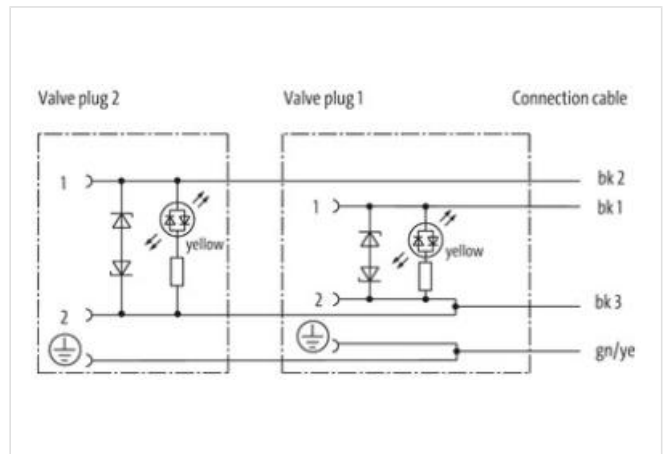 Valve plug 2 Valve plug 1 Connection cable
1 bk 2
1 bk 1
yellow yellow
2 bk 3
2
gn/ye